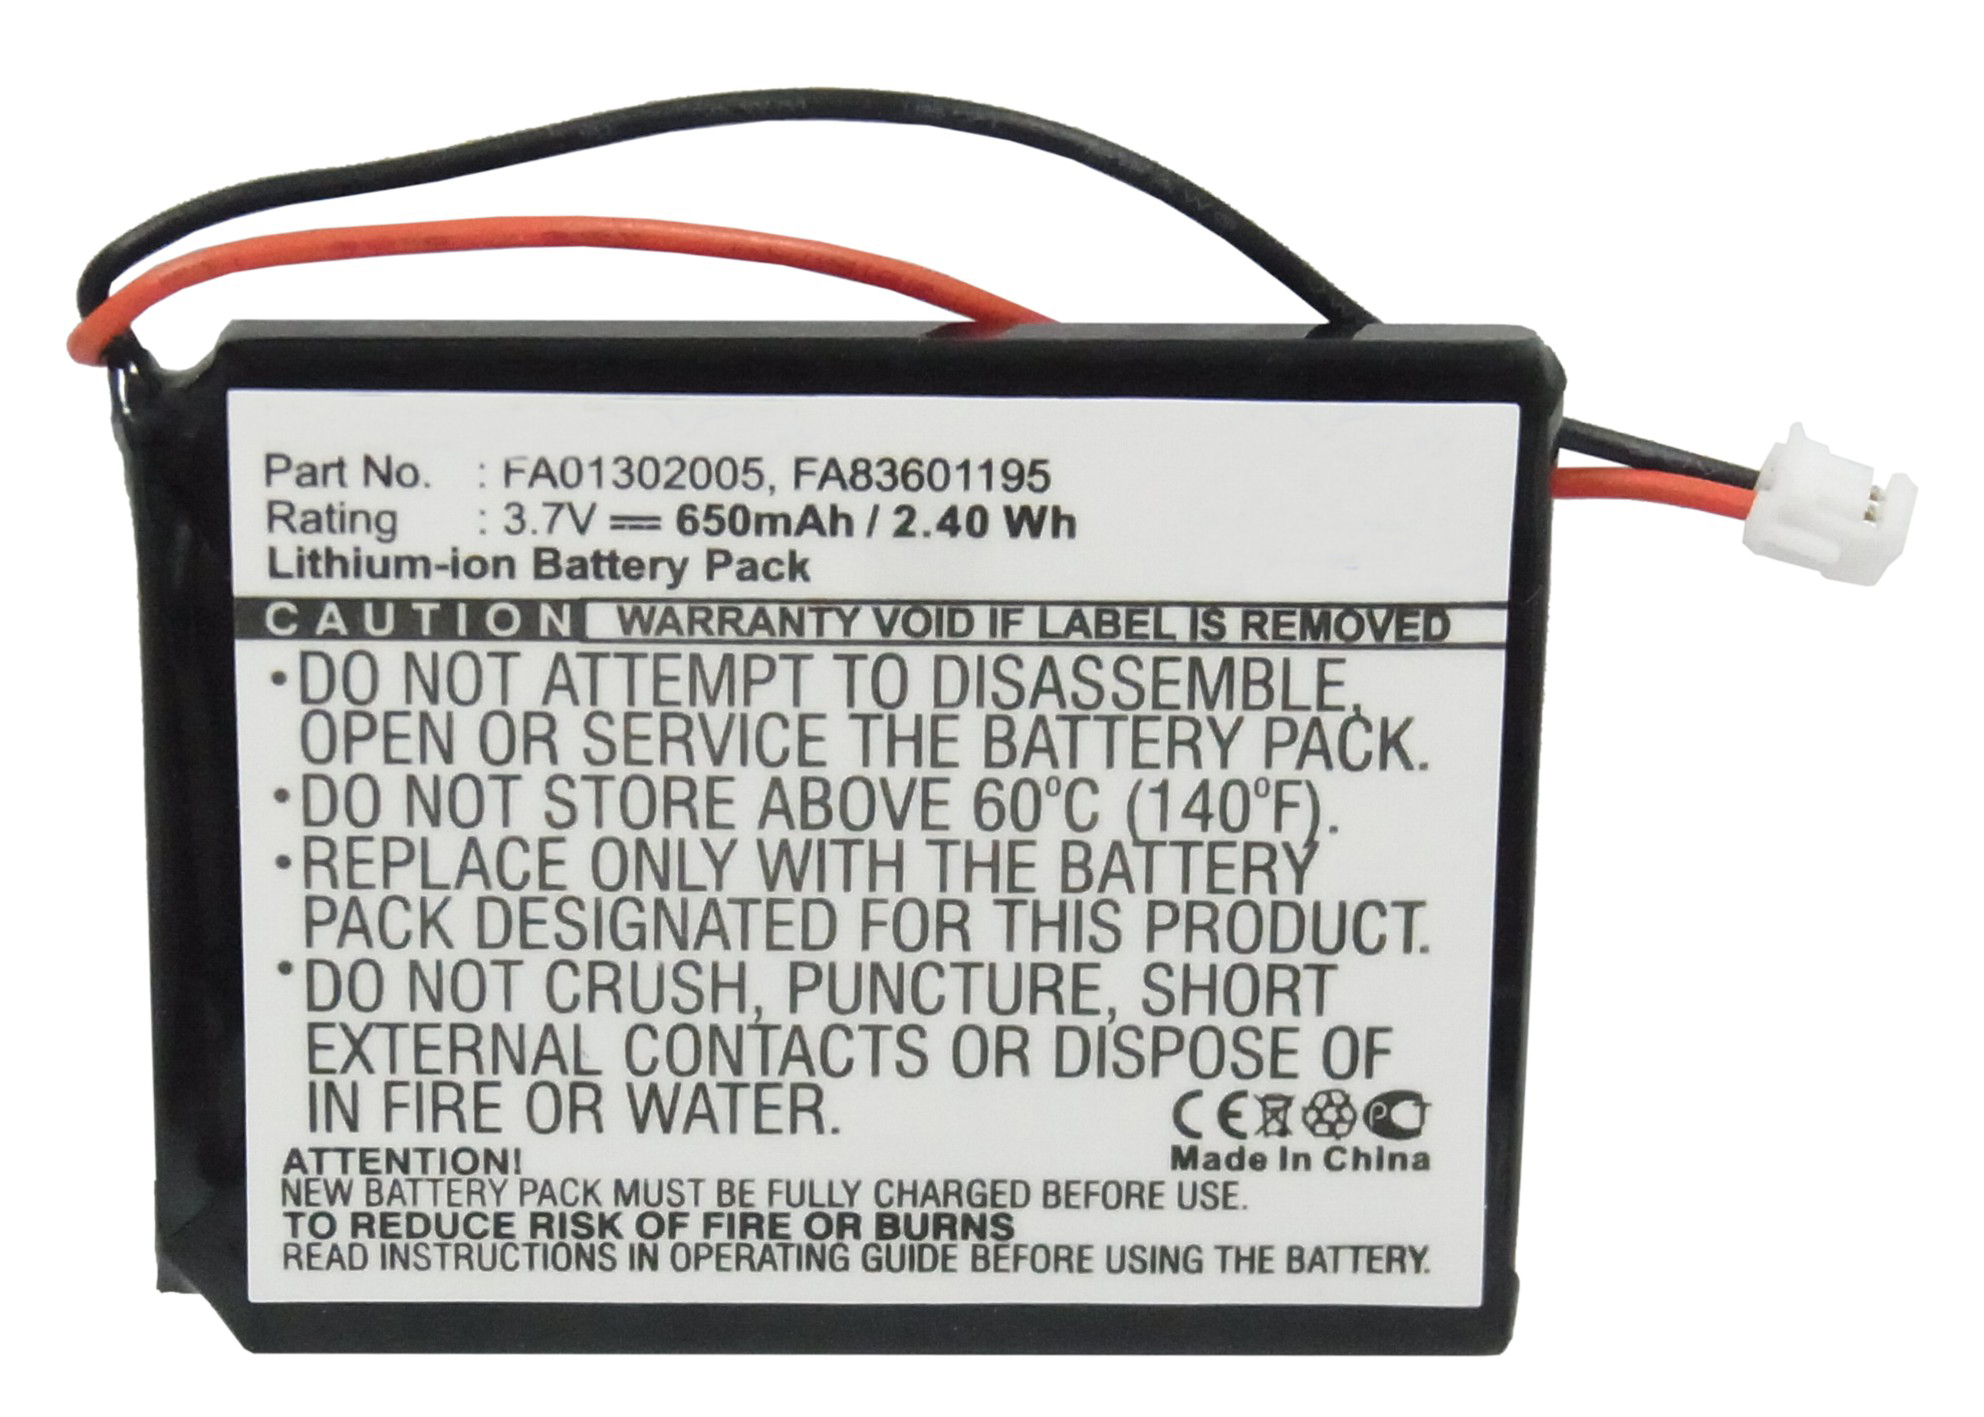 Part No. : FA01302005, FA83601195
Rating : 3.7V ⎓ 650mAh / 2.40 Wh
Lithium-ion Battery Pack
CAUTION WARRANTY VOID IF LABEL IS REMOVED
•DO NOT ATTEMPT TO DISASSEMBLE,
OPEN OR SERVICE THE BATTERY PACK.
•DO NOT STORE ABOVE 60°C (140°F).
•REPLACE ONLY WITH THE BATTERY
PACK DESIGNATED FOR THIS PRODUCT.
•DO NOT CRUSH, PUNCTURE, SHORT
EXTERNAL CONTACTS OR DISPOSE OF
IN FIRE OR WATER.
CE PCT
Made In China
ATTENTION!
NEW BATTERY PACK MUST BE FULLY CHARGED BEFORE USE.
TO REDUCE RISK OF FIRE OR BURNS
READ INSTRUCTIONS IN OPERATING GUIDE BEFORE USING THE BATTERY.